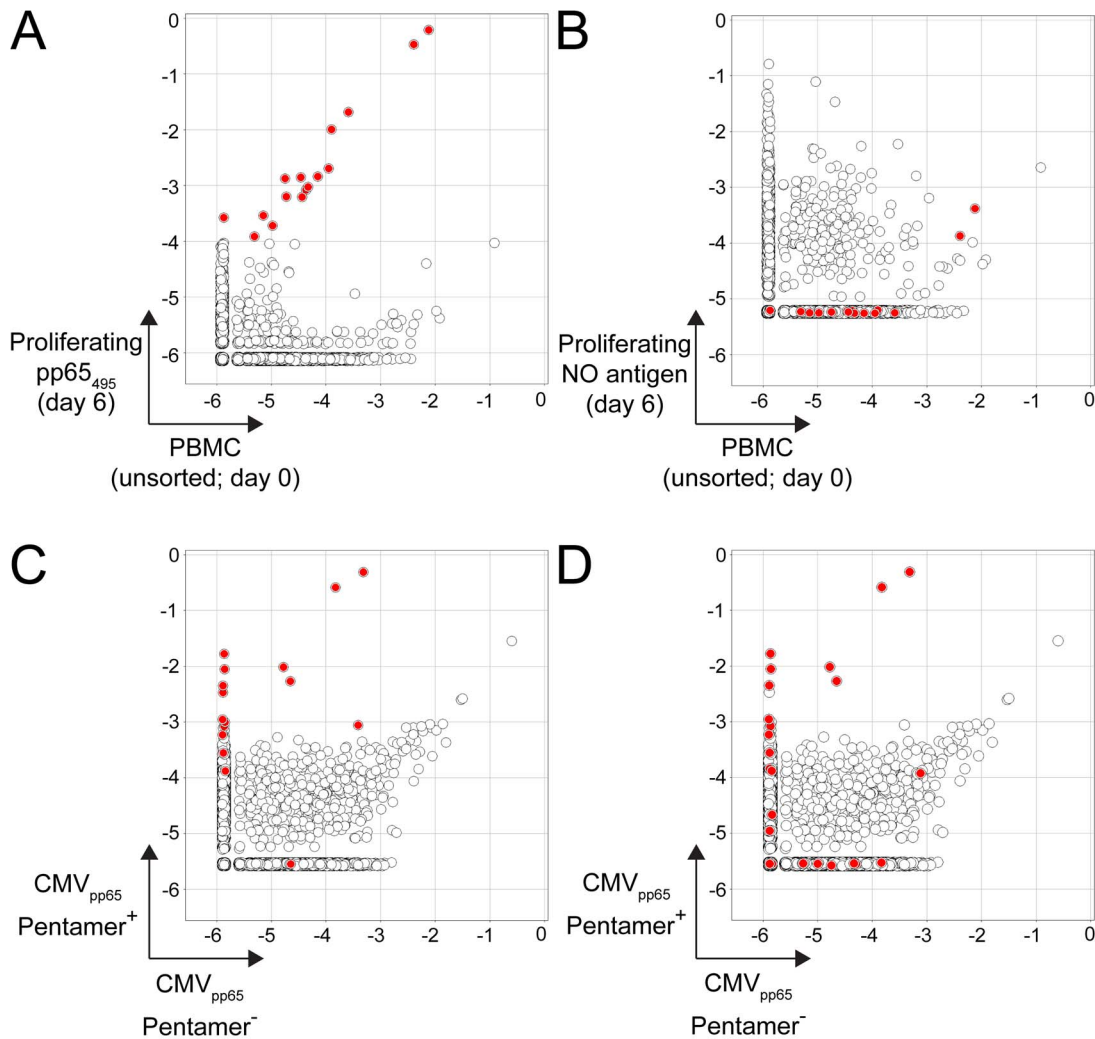 A
0
-1
-2
-3
-4
-5
-6
-6 -5 -4 -3 -2 -1 0
Proliferating
pp65495
(day 6)
PBMC
(unsorted; day 0)
B
0
-1
-2
-3
-4
-5
-6
-6 -5 -4 -3 -2 -1 0
Proliferating
NO antigen
(day 6)
PBMC
(unsorted; day 0)
C
0
-1
-2
-3
-4
-5
-6
-6 -5 -4 -3 -2 -1 0
CMVpp65
Pentamer+
CMVpp65
Pentamer-
D
0
-1
-2
-3
-4
-5
-6
-6 -5 -4 -3 -2 -1 0
CMVpp65
Pentamer+
CMVpp65
Pentamer-